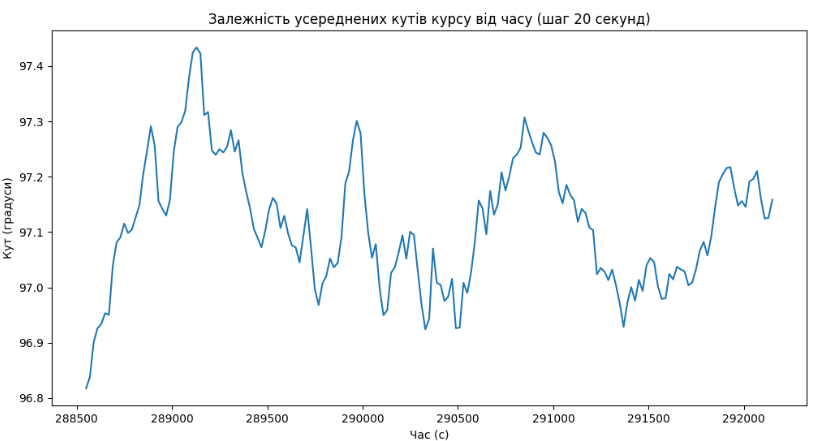 Залежність усереднених кутів курсу від часу (шаг 20 секунд)
Кут (градуси)
97.4
97.3
97.2
97.1
97.0
96.9
96.8
288500 289000 289500 290000 290500 291000 291500 292000
Час (с)